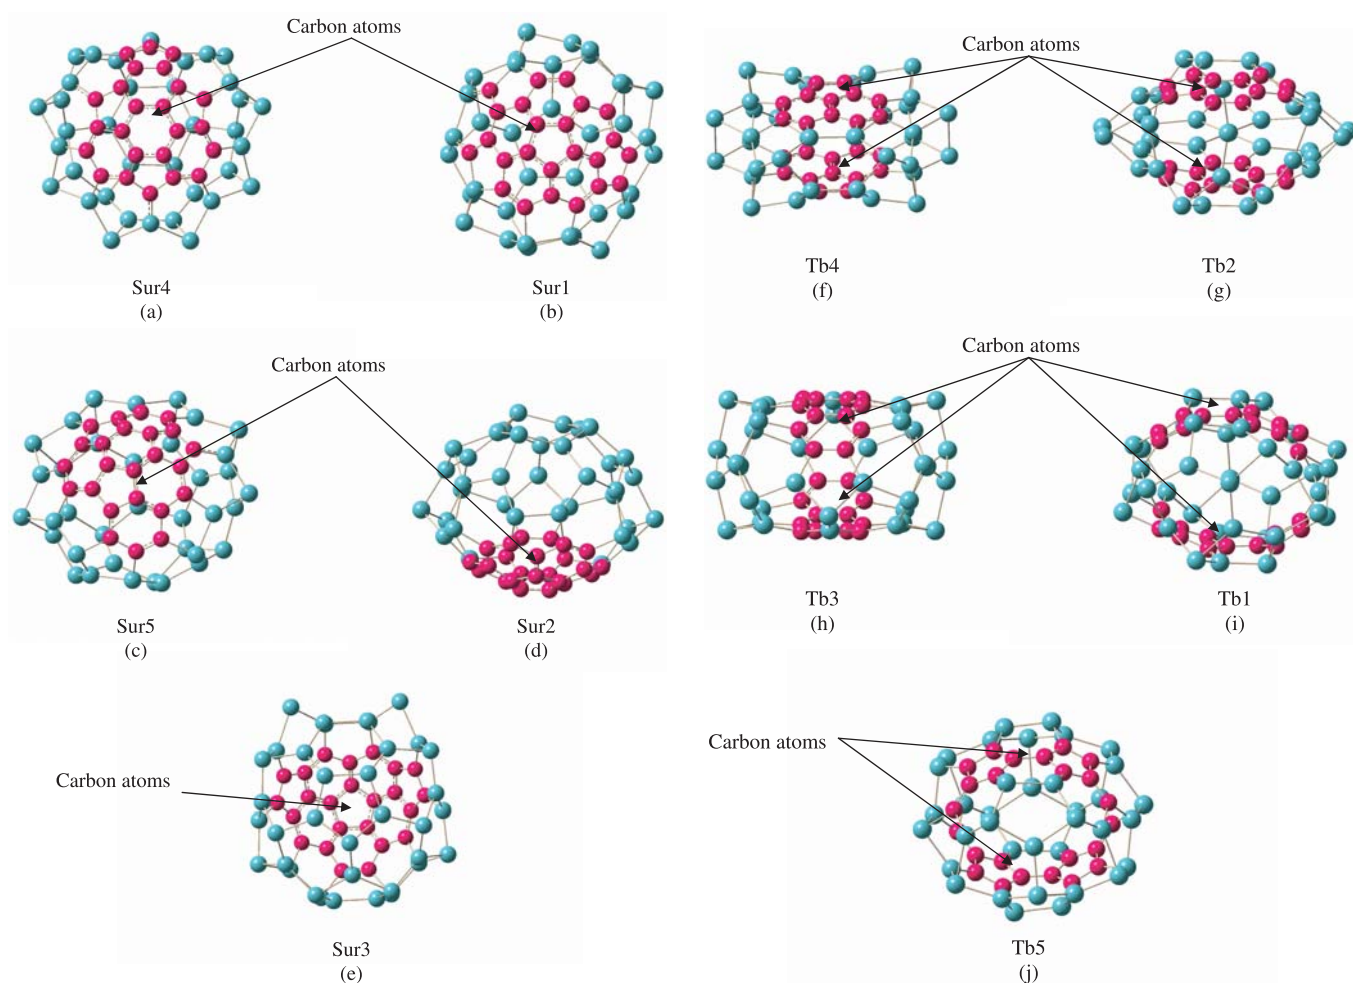 Carbon atoms
Sur4
(a)
Sur1
(b)
Carbon atoms
Sur5
(c)
Sur2
(d)
Carbon atoms
Sur3
(e)
Carbon atoms
Tb4
(f)
Tb2
(g)
Carbon atoms
Tb3
(h)
Tb1
(i)
Carbon atoms
Tb5
(j)